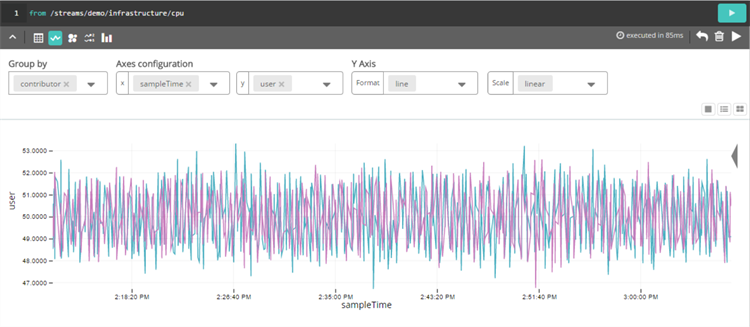 1 from /streams/demo/infrastructure/cpu
executed in 85ms
Group by Axes configuration Y Axis
contributor × x sampleTime × y user × Format line Scale linear
53.0000
52.0000
51.0000
50.0000
49.0000
48.0000
47.0000
user
2:18:20 PM 2:26:40 PM 2:35:00 PM 2:43:20 PM 2:51:40 PM 3:00:00 PM
sampleTime